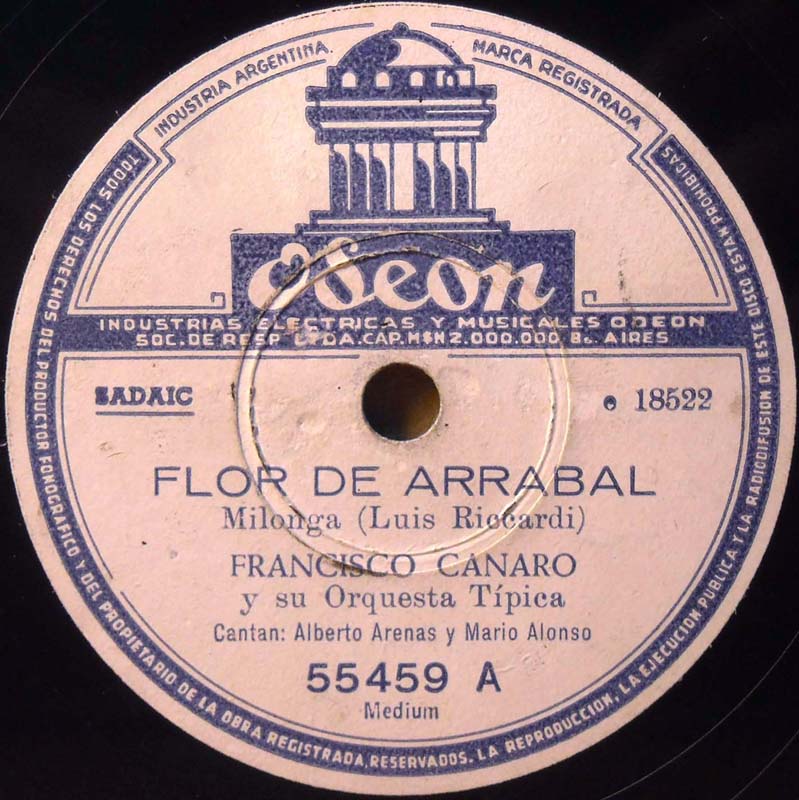 INDUSTRIA ARGENTINA.
MARCA REGISTRADA
Odeón
INDUSTRIAS ELECTRICAS Y MUSICALES ODEON
SOC. DE RESP. LTDA. CAP. M$N 2.000.000. Bs. AIRES
SADAIC
e 18522
FLOR DE ARRABAL
Milonga (Luis Riccardi)
FRANCISCO CANARO
y su Orquesta Típica
Cantan: Alberto Arenas y Mario Alonso
55459 A
Medium
TODOS LOS DERECHOS DEL PRODUCTOR FONOGRAFICO Y DEL PROPIETARIO DE LA OBRA REGISTRADA, RESERVADOS. LA REPRODUCCION, LA EJECUCION PUBLICA Y LA RADIODIFUSION DE ESTE DISCO ESTAN PROHIBICAS